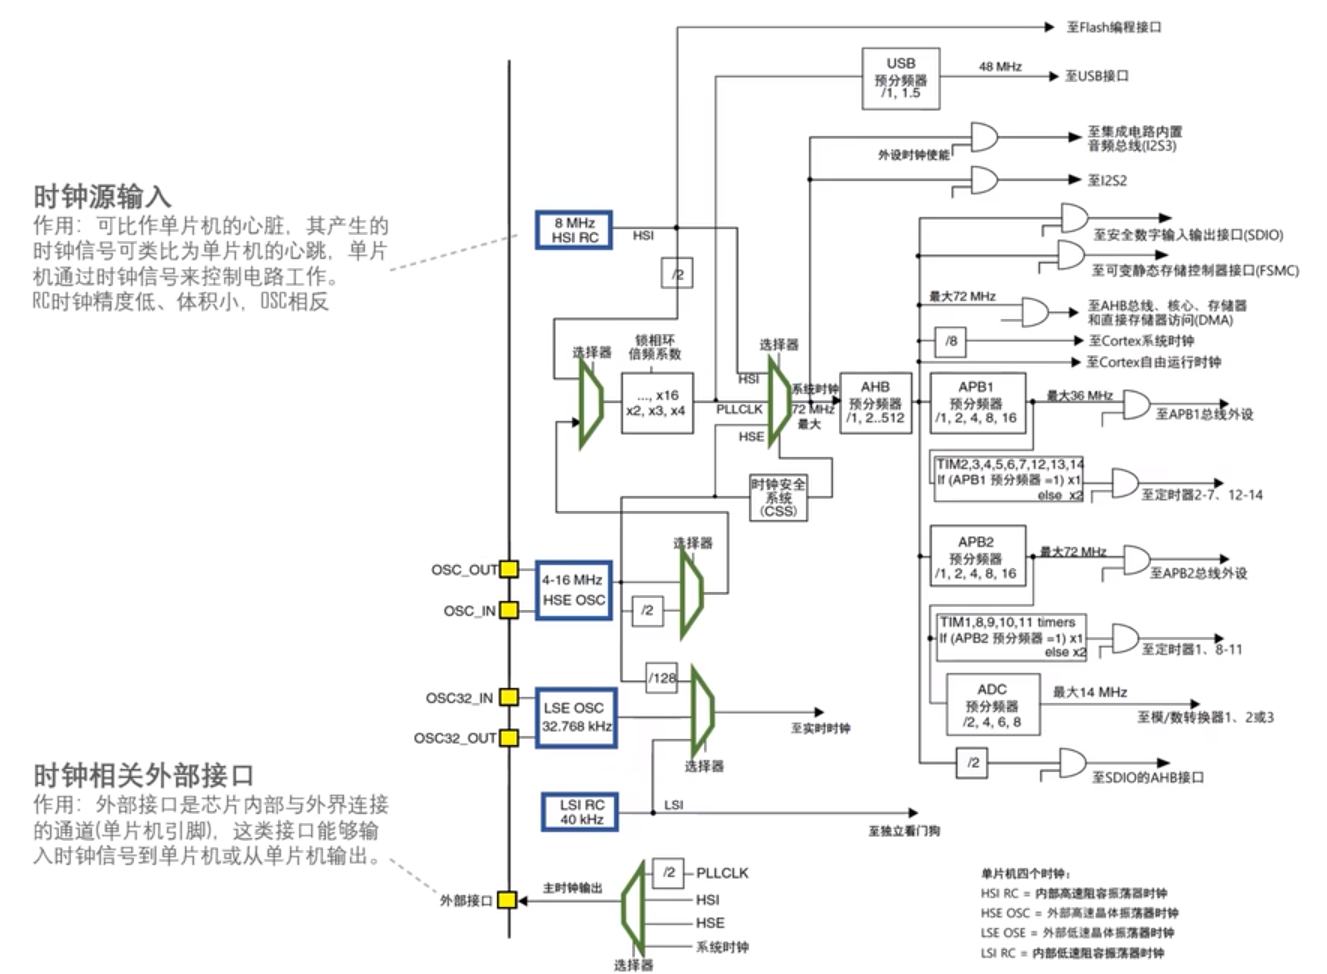 至Flash编程接口
USB
预分频器
/1, 1.5
48 MHz
至USB接口
至集成电路内置
音频总线(I2S3)
外设时钟使能
至I2S2
时钟源输入
作用：可比作单片机的心脏，其产生的
时钟信号可类比为单片机的心跳，单片
机通过时钟信号来控制电路工作。
RC时钟精度低、体积小，OSC相反
8 MHz
HSI RC
HSI
/2
至安全数字输入输出接口(SDIO)
至可变静态存储控制器接口(FSMC)
最大72 MHz
至AHB总线、核心、存储器
和直接存储器访问(DMA)
/8
至Cortex系统时钟
至Cortex自由运行时钟
选择器
锁相环
倍频系数
..., x16
x2, x3, x4
选择器
HSI
PLLCLK
HSE
系统时钟
72 MHz
最大
AHB
预分频器
/1, 2..512
APB1
预分频器
/1, 2, 4, 8, 16
最大36 MHz
至APB1总线外设
TIM2,3,4,5,6,7,12,13,14
If (APB1 预分频器 =1) x1
else x2
至定时器2-7、12-14
时钟安全
系统
(CSS)
APB2
预分频器
/1, 2, 4, 8, 16
最大72 MHz
至APB2总线外设
TIM1,8,9,10,11 timers
If (APB2 预分频器 =1) x1
else x2
至定时器1、8-11
ADC
预分频器
/2, 4, 6, 8
最大14 MHz
至模/数转换器1、2或3
/2
至SDIO的AHB接口
选择器
OSC_OUT
OSC_IN
4-16 MHz
HSE OSC
/2
/128
OSC32_IN
OSC32_OUT
LSE OSC
32.768 kHz
至实时时钟
选择器
LSI RC
40 kHz
LSI
至独立看门狗
时钟相关外部接口
作用：外部接口是芯片内部与外界连接
的通道(单片机引脚)，这类接口能够输
入时钟信号到单片机或从单片机输出。
外部接口
主时钟输出
/2
PLLCLK
HSI
HSE
系统时钟
选择器
单片机四个时钟：
HSI RC = 内部高速阻容振荡器时钟
HSE OSC = 外部高速晶体振荡器时钟
LSE OSE = 外部低速晶体振荡器时钟
LSI RC = 内部低速阻容振荡器时钟